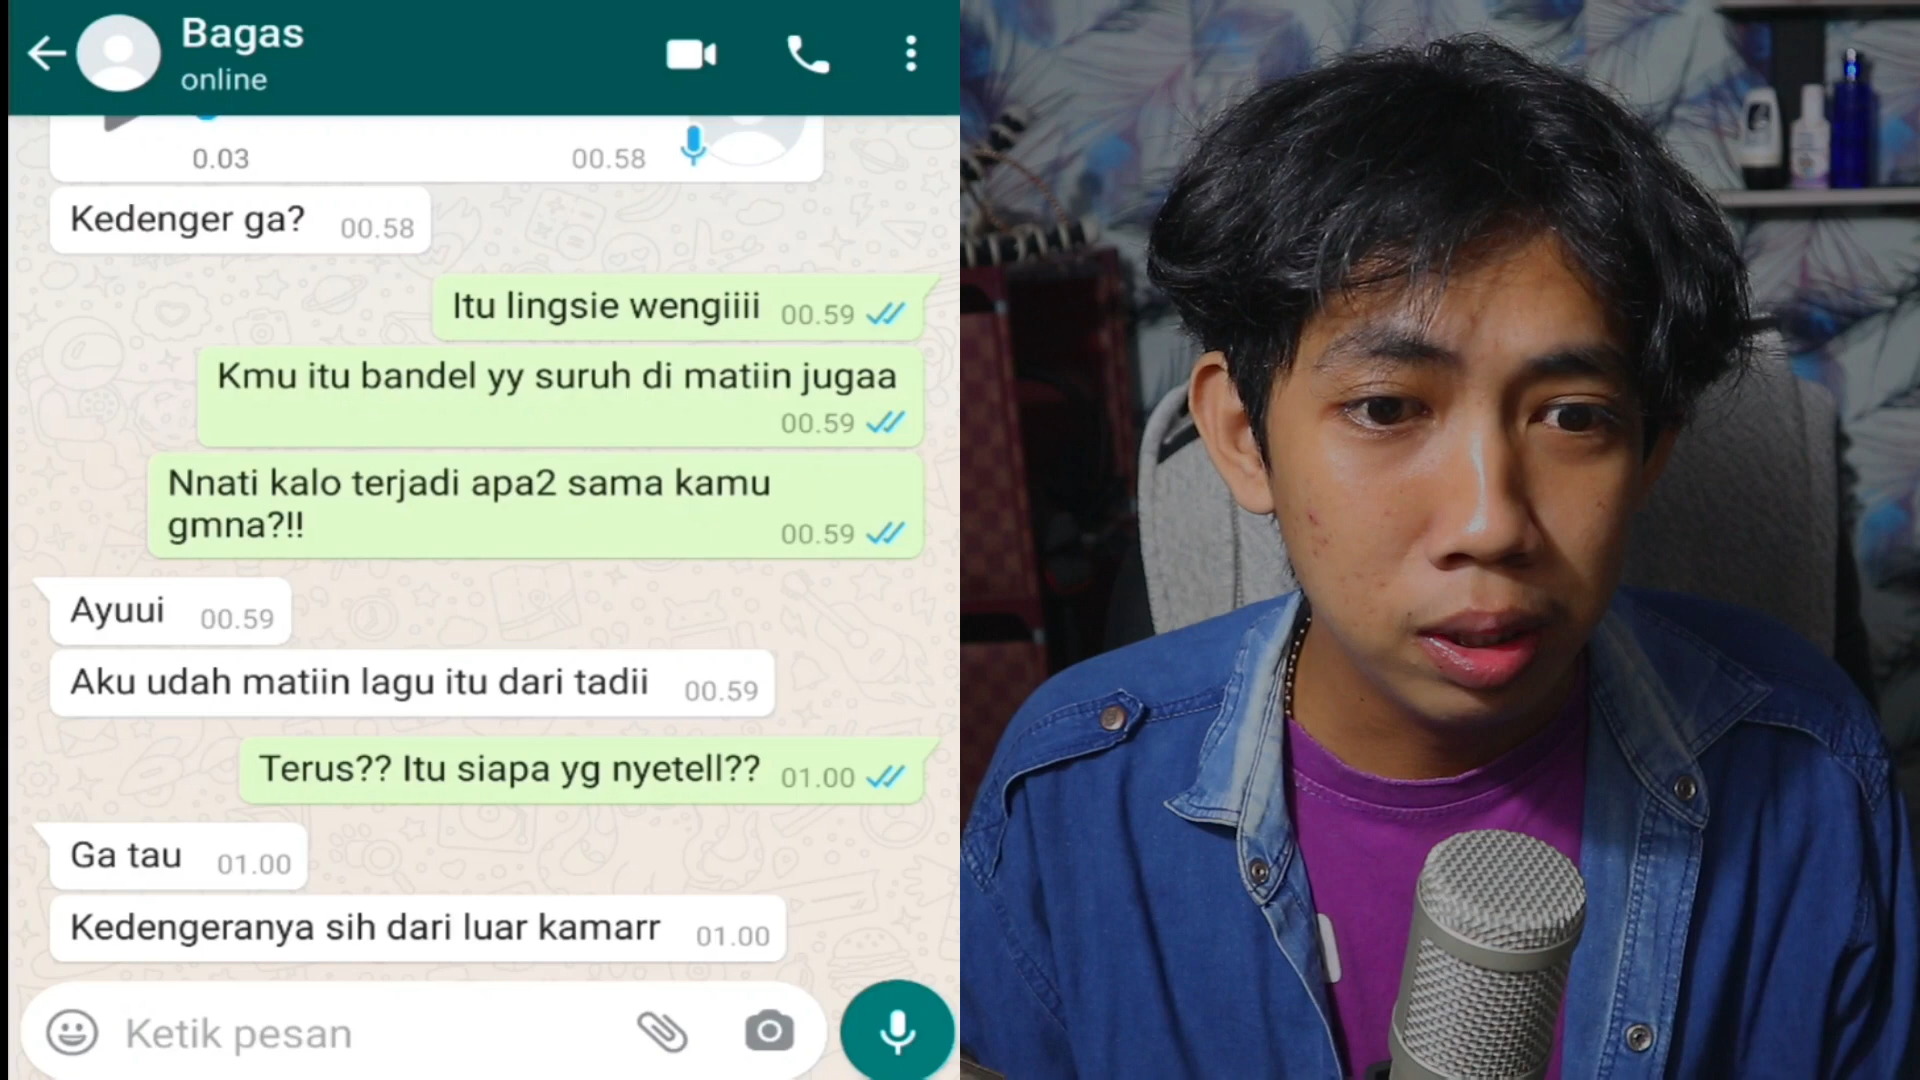 Bagas
online
0.03 00.58
Kedenger ga? 00.58
Itu lingsie wengiiii 00.59
Kmu itu bandel yy suruh di matiin jugaa
00.59
Nnati kalo terjadi apa2 sama kamu
gmna?!! 00.59
Ayuui 00.59
Aku udah matiin lagu itu dari tadii 00.59
Terus?? Itu siapa yg nyetell?? 01.00
Ga tau 01.00
Kedengeranya sih dari luar kamarr 01.00
Ketik pesan